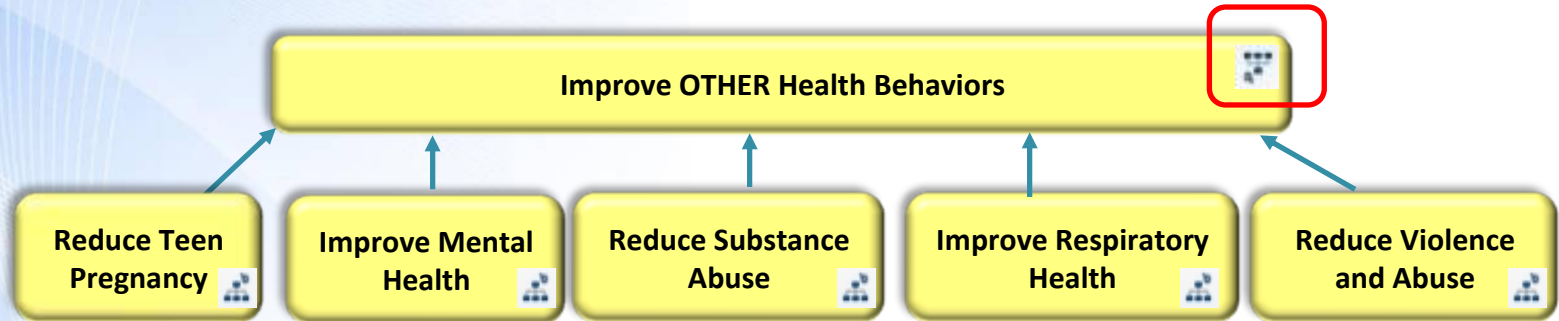 Improve OTHER Health Behaviors
Reduce Teen
Pregnancy
Improve Mental
Health
Reduce Substance
Abuse
Improve Respiratory
Health
Reduce Violence
and Abuse